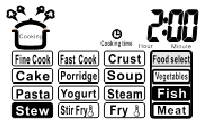 Cooking
2:00
Cooking time Hour Minute
Fine Cook Fast Cook Crust Food select
Cake Porridge Soup Vegetables
Pasta Yogurt Steam Fish
Stew Stir Fry Fry Meat